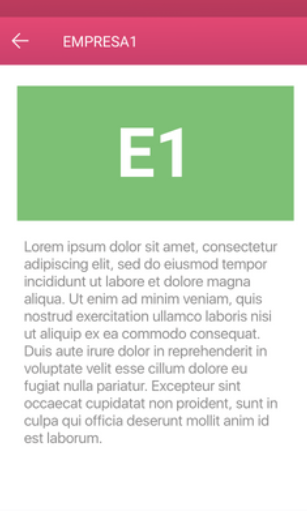 EMPRESA1
E1
Lorem ipsum dolor sit amet, consectetur
adipiscing elit, sed do eiusmod tempor
incididunt ut labore et dolore magna
aliqua. Ut enim ad minim veniam, quis
nostrud exercitation ullamco laboris nisi
ut aliquip ex ea commodo consequat.
Duis aute irure dolor in reprehenderit in
voluptate velit esse cillum dolore eu
fugiat nulla pariatur. Excepteur sint
occaecat cupidatat non proident, sunt in
culpa qui officia deserunt mollit anim id
est laborum.